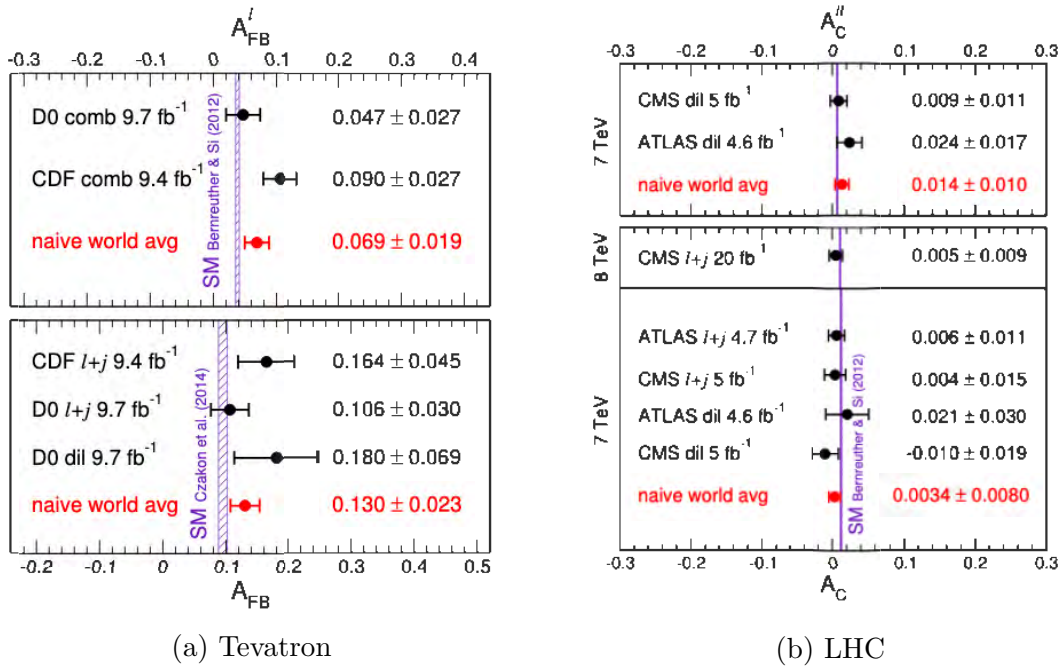 A^l_FB
-0.3 -0.2 -0.1 0 0.1 0.2 0.3 0.4
D0 comb 9.7 fb⁻¹ 0.047 ± 0.027
CDF comb 9.4 fb⁻¹ 0.090 ± 0.027
naive world avg 0.069 ± 0.019
SM Bernreuther & Si (2012)
CDF l+j 9.4 fb⁻¹ 0.164 ± 0.045
D0 l+j 9.7 fb⁻¹ 0.106 ± 0.030
D0 dil 9.7 fb⁻¹ 0.180 ± 0.069
naive world avg 0.130 ± 0.023
SM Czakon et al. (2014)
-0.2 -0.1 0 0.1 0.2 0.3 0.4 0.5
A_FB
(a) Tevatron
A^ll_C
-0.3 -0.2 -0.1 0 0.1 0.2 0.3
7 TeV
CMS dil 5 fb⁻¹ 0.009 ± 0.011
ATLAS dil 4.6 fb¹ 0.024 ± 0.017
naive world avg 0.014 ± 0.010
8 TeV
CMS l+j 20 fb¹ 0.005 ± 0.009
7 TeV
ATLAS l+j 4.7 fb⁻¹ 0.006 ± 0.011
CMS l+j 5 fb⁻¹ 0.004 ± 0.015
ATLAS dil 4.6 fb⁻¹ 0.021 ± 0.030
CMS dil 5 fb⁻¹ -0.010 ± 0.019
naive world avg 0.0034 ± 0.0080
SM Bernreuther & Si (2012)
-0.3 -0.2 -0.1 0 0.1 0.2 0.3
A_C
(b) LHC